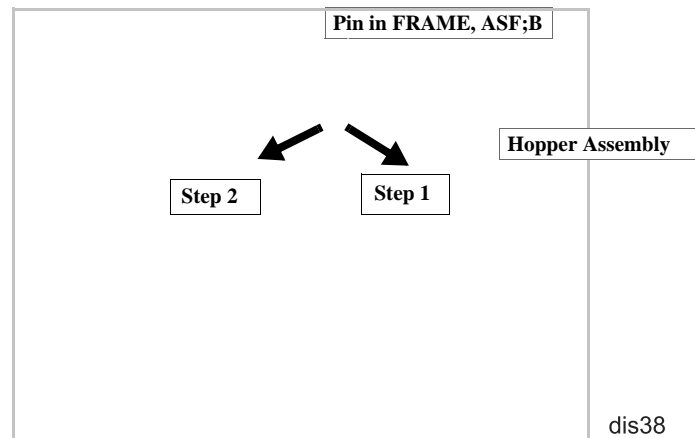 Pin in FRAME, ASF;B
Hopper Assembly
Step 2
Step 1
dis38